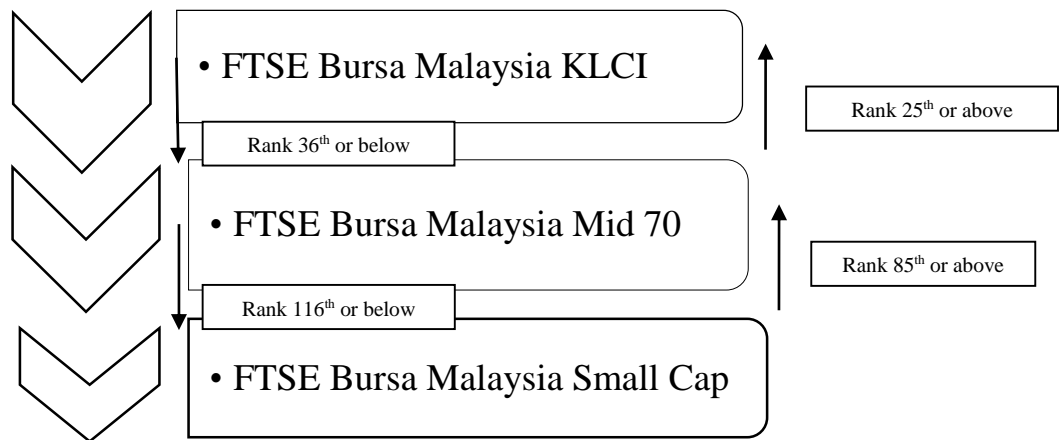 • FTSE Bursa Malaysia KLCI
Rank 25th or above
Rank 36th or below
• FTSE Bursa Malaysia Mid 70
Rank 85th or above
Rank 116th or below
• FTSE Bursa Malaysia Small Cap